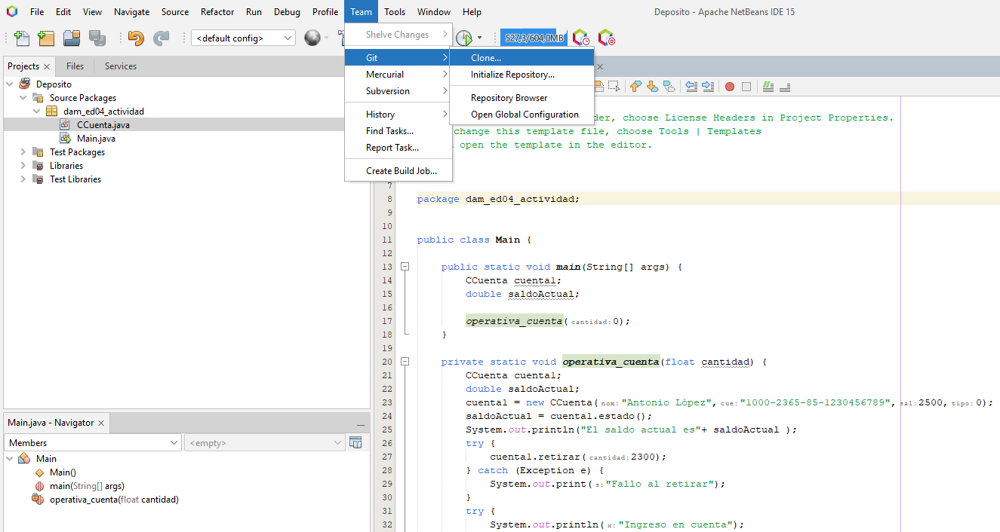 File Edit View Navigate Source Refactor Run Debug Profile Team Tools Window Help Deposito - Apache NetBeans IDE 15
<default config> 527,3/604,0MB
Shelve Changes
Git
Mercurial
Subversion
History
Find Tasks...
Report Task...
Create Build Job...
Clone...
Initialize Repository...
Repository Browser
Open Global Configuration
Projects Files Services
Deposito
Source Packages
dam_ed04_actividad
CCuenta.java
Main.java
Test Packages
Libraries
Test Libraries
Main.java - Navigator
Members <empty>
Main
Main()
main(String[] args)
operativa_cuenta(float cantidad)
der, choose License Headers in Project Properties.
change this template file, choose Tools | Templates
open the template in the editor.
7
8 package dam_ed04_actividad;
9
10
11 public class Main {
12
13 public static void main(String[] args) {
14 CCuenta cuenta1;
15 double saldoActual;
16
17 operativa_cuenta( cantidad: 0);
18 }
19
20 private static void operativa_cuenta(float cantidad) {
21 CCuenta cuenta1;
22 double saldoActual;
23 cuenta1 = new CCuenta( nom: "Antonio López", cue: "1000-2365-85-1230456789", sal: 2500, tipo: 0);
24 saldoActual = cuenta1.estado();
25 System.out.println("El saldo actual es"+ saldoActual );
26 try {
27 cuenta1.retirar( cantidad: 2300);
28 } catch (Exception e) {
29 System.out.print( s: "Fallo al retirar");
30 }
31 try {
32 System.out.println( x: "Ingreso en cuenta");